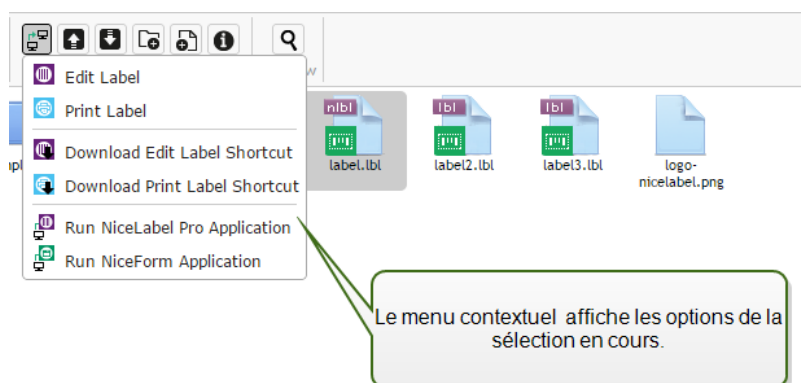 w
Edit Label
Print Label
Download Edit Label Shortcut
Download Print Label Shortcut
Run NiceLabel Pro Application
Run NiceForm Application
nlbl
lbl
lbl
label.lbl
label2.lbl
label3.lbl
logo-
nicelabel.png
Le menu contextuel affiche les options de la
sélection en cours.